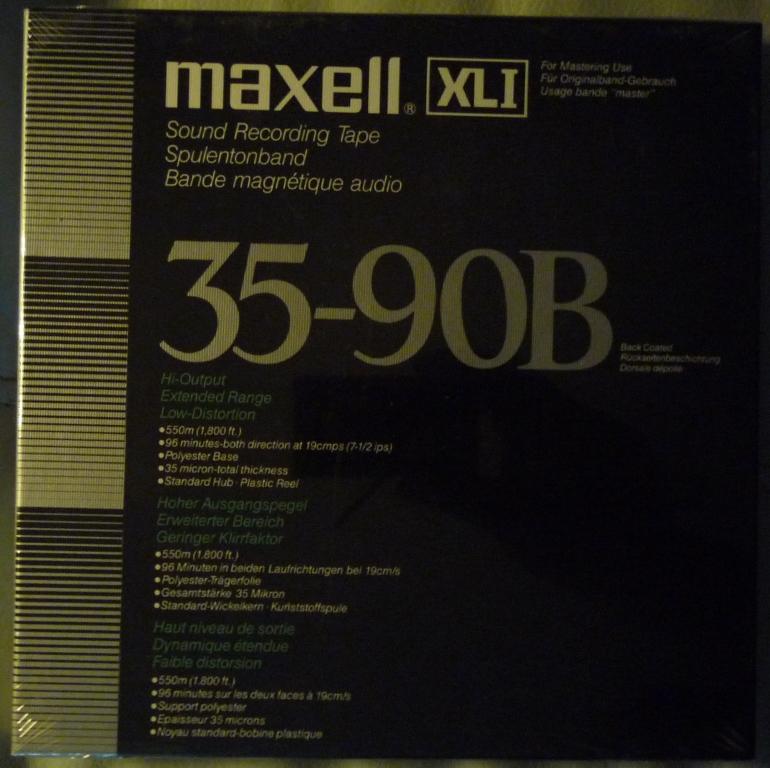 maxell® XLI
For Mastering Use
Für Originalband-Gebrauch
Usage bande "master"
Sound Recording Tape
Spulentonband
Bande magnétique audio
35-90B
Back Coated
Rückseitenbeschichtung
Dorsale dépolie
Hi-Output
Extended Range
Low-Distortion
•550m (1,800 ft.)
•96 minutes-both direction at 19cmps (7-1/2 ips)
•Polyester Base
•35 micron-total thickness
•Standard Hub · Plastic Reel
Hoher Ausgangspegel
Erweiterter Bereich
Geringer Klirrfaktor
•550m (1.800 ft.)
•96 Minuten in beiden Laufrichtungen bei 19cm/s
•Polyester-Trägerfolie
•Gesamtstärke 35 Mikron
•Standard-Wickelkern · Kunststoffspule
Haut niveau de sortie
Dynamique étendue
Faible distorsion
•550m (1.800 ft.)
•96 minutes sur les deux faces à 19cm/s
•Support polyester
•Epaisseur 35 microns
•Noyau standard-bobine plastique